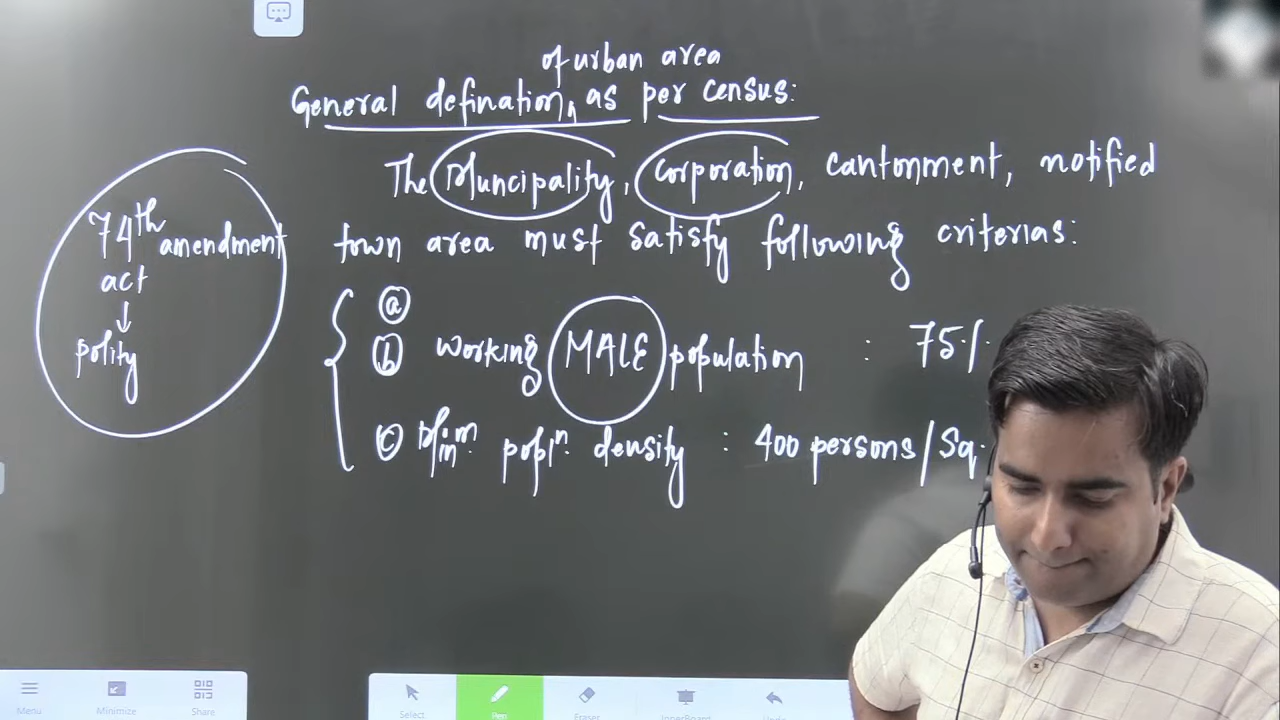 of urban area
General defination, as per census:
The Muncipality, Corporation, cantonment, notified
town area must satisfy following criterias:
74th amendment
act
↓
polity
(a)
(b) working MALE population : 75%
(c) Minm. popln. density : 400 persons/Sq.
Menu
Minimize
Share
Select
Pen
Eraser
Undo